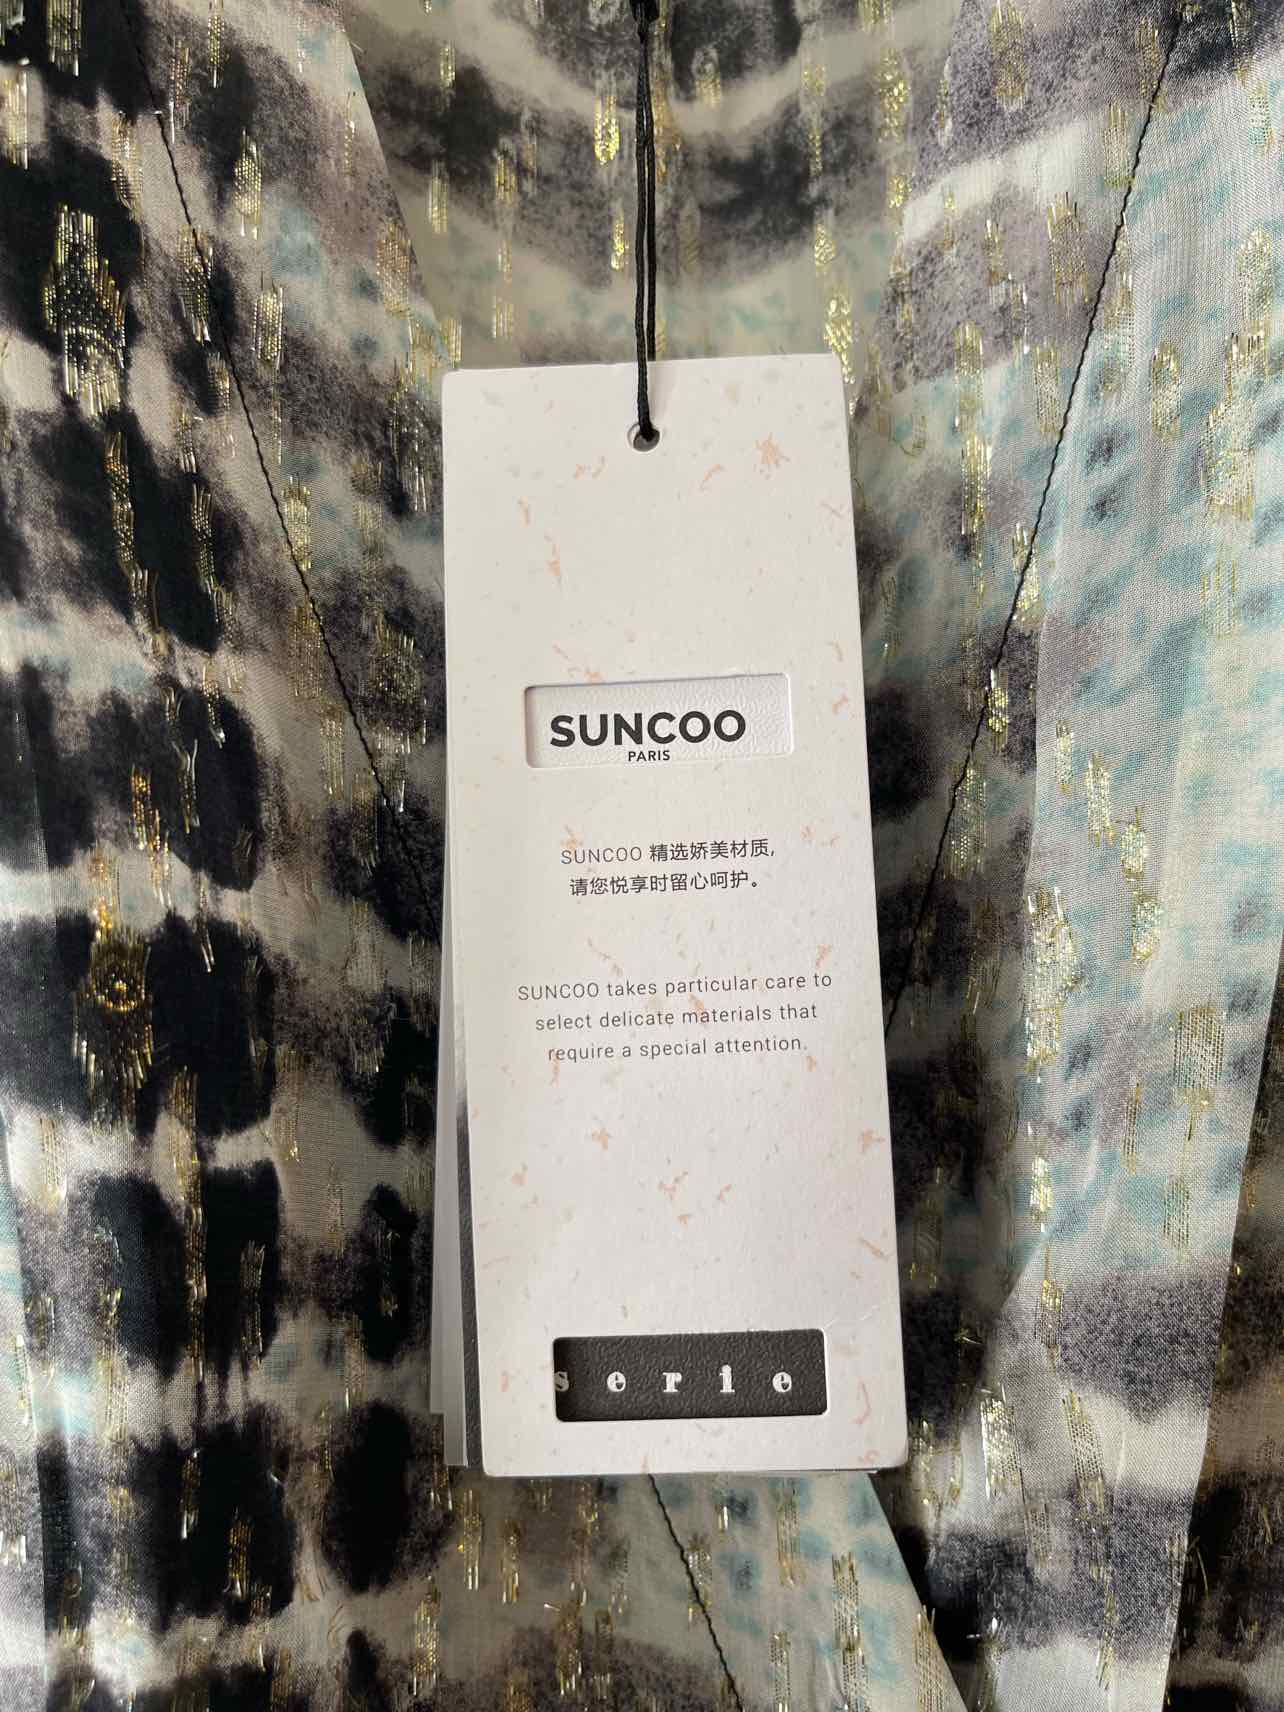 SUNCOO
PARIS
SUNCOO 精选娇美材质,
请您悦享时留心呵护。
SUNCOO takes particular care to
select delicate materials that
require a special attention.
serie